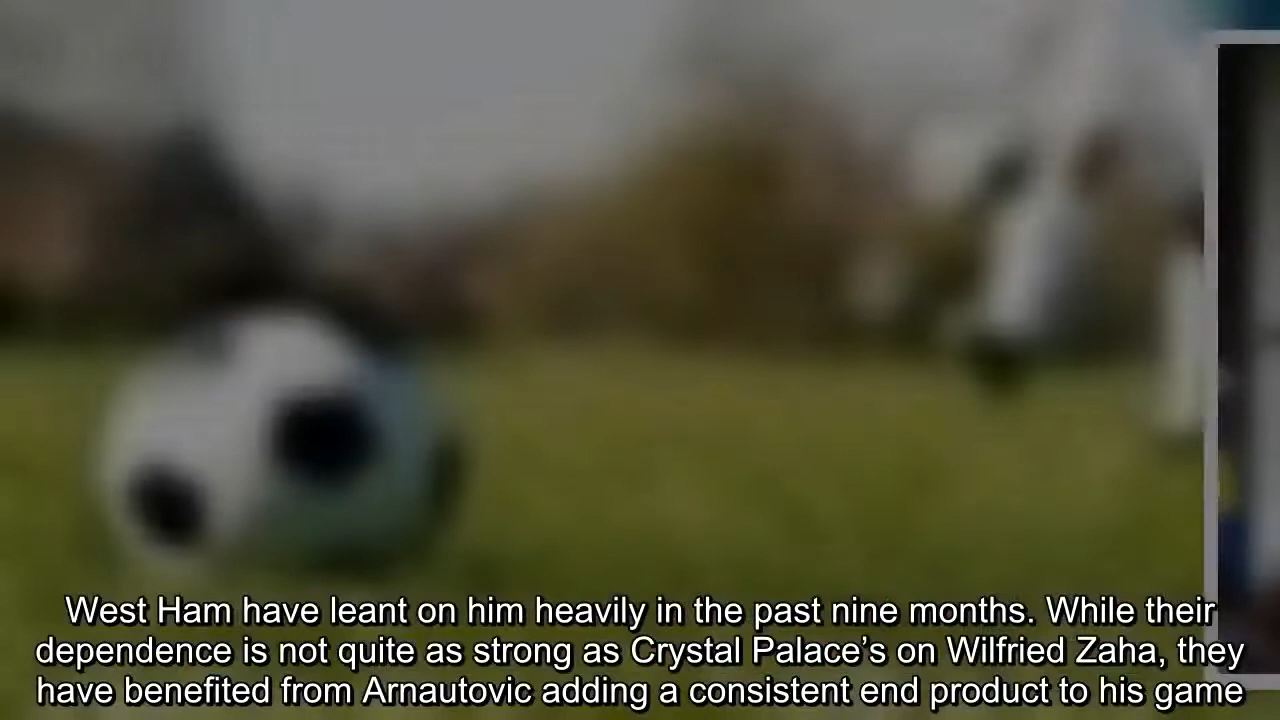 West Ham have leant on him heavily in the past nine months. While their
dependence is not quite as strong as Crystal Palace’s on Wilfried Zaha, they
have benefited from Arnautovic adding a consistent end product to his game